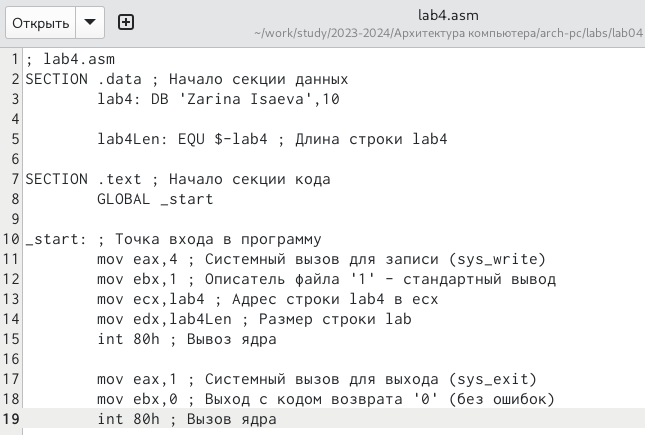 Открыть
lab4.asm
~/work/study/2023-2024/Архитектура компьютера/arch-pc/labs/lab04
1 ; lab4.asm
2 SECTION .data ; Начало секции данных
3 lab4: DB 'Zarina Isaeva',10
4
5 lab4Len: EQU $-lab4 ; Длина строки lab4
6
7 SECTION .text ; Начало секции кода
8 GLOBAL _start
9
10 _start: ; Точка входа в программу
11 mov eax,4 ; Системный вызов для записи (sys_write)
12 mov ebx,1 ; Описатель файла '1' - стандартный вывод
13 mov ecx,lab4 ; Адрес строки lab4 в ecx
14 mov edx,lab4Len ; Размер строки lab
15 int 80h ; Вывоз ядра
16
17 mov eax,1 ; Системный вызов для выхода (sys_exit)
18 mov ebx,0 ; Выход с кодом возврата '0' (без ошибок)
19 int 80h ; Вызов ядра